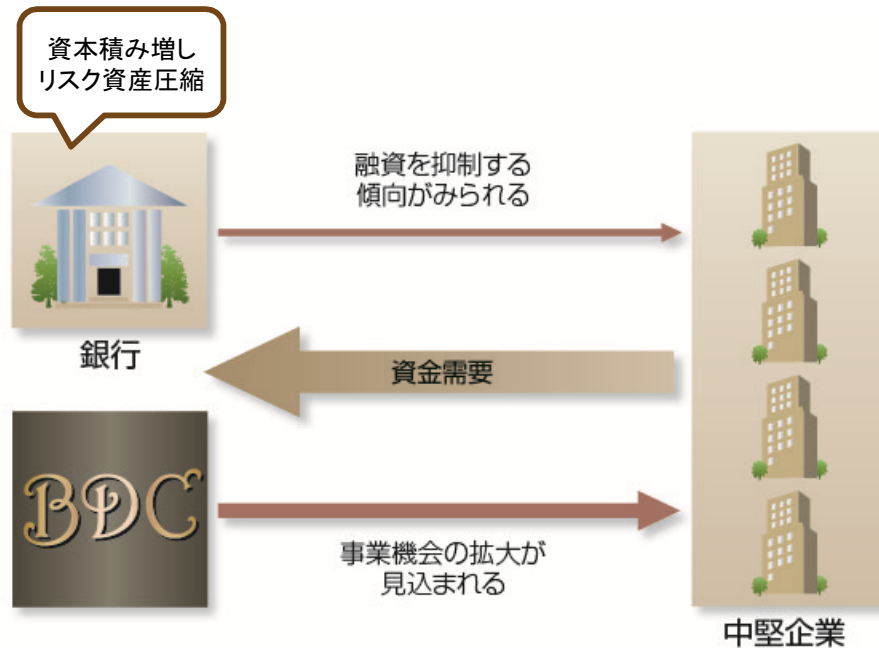 資本積み増し
リスク資産圧縮
融資を抑制する
傾向がみられる
銀行
資金需要
BDC
事業機会の拡大が
見込まれる
中堅企業